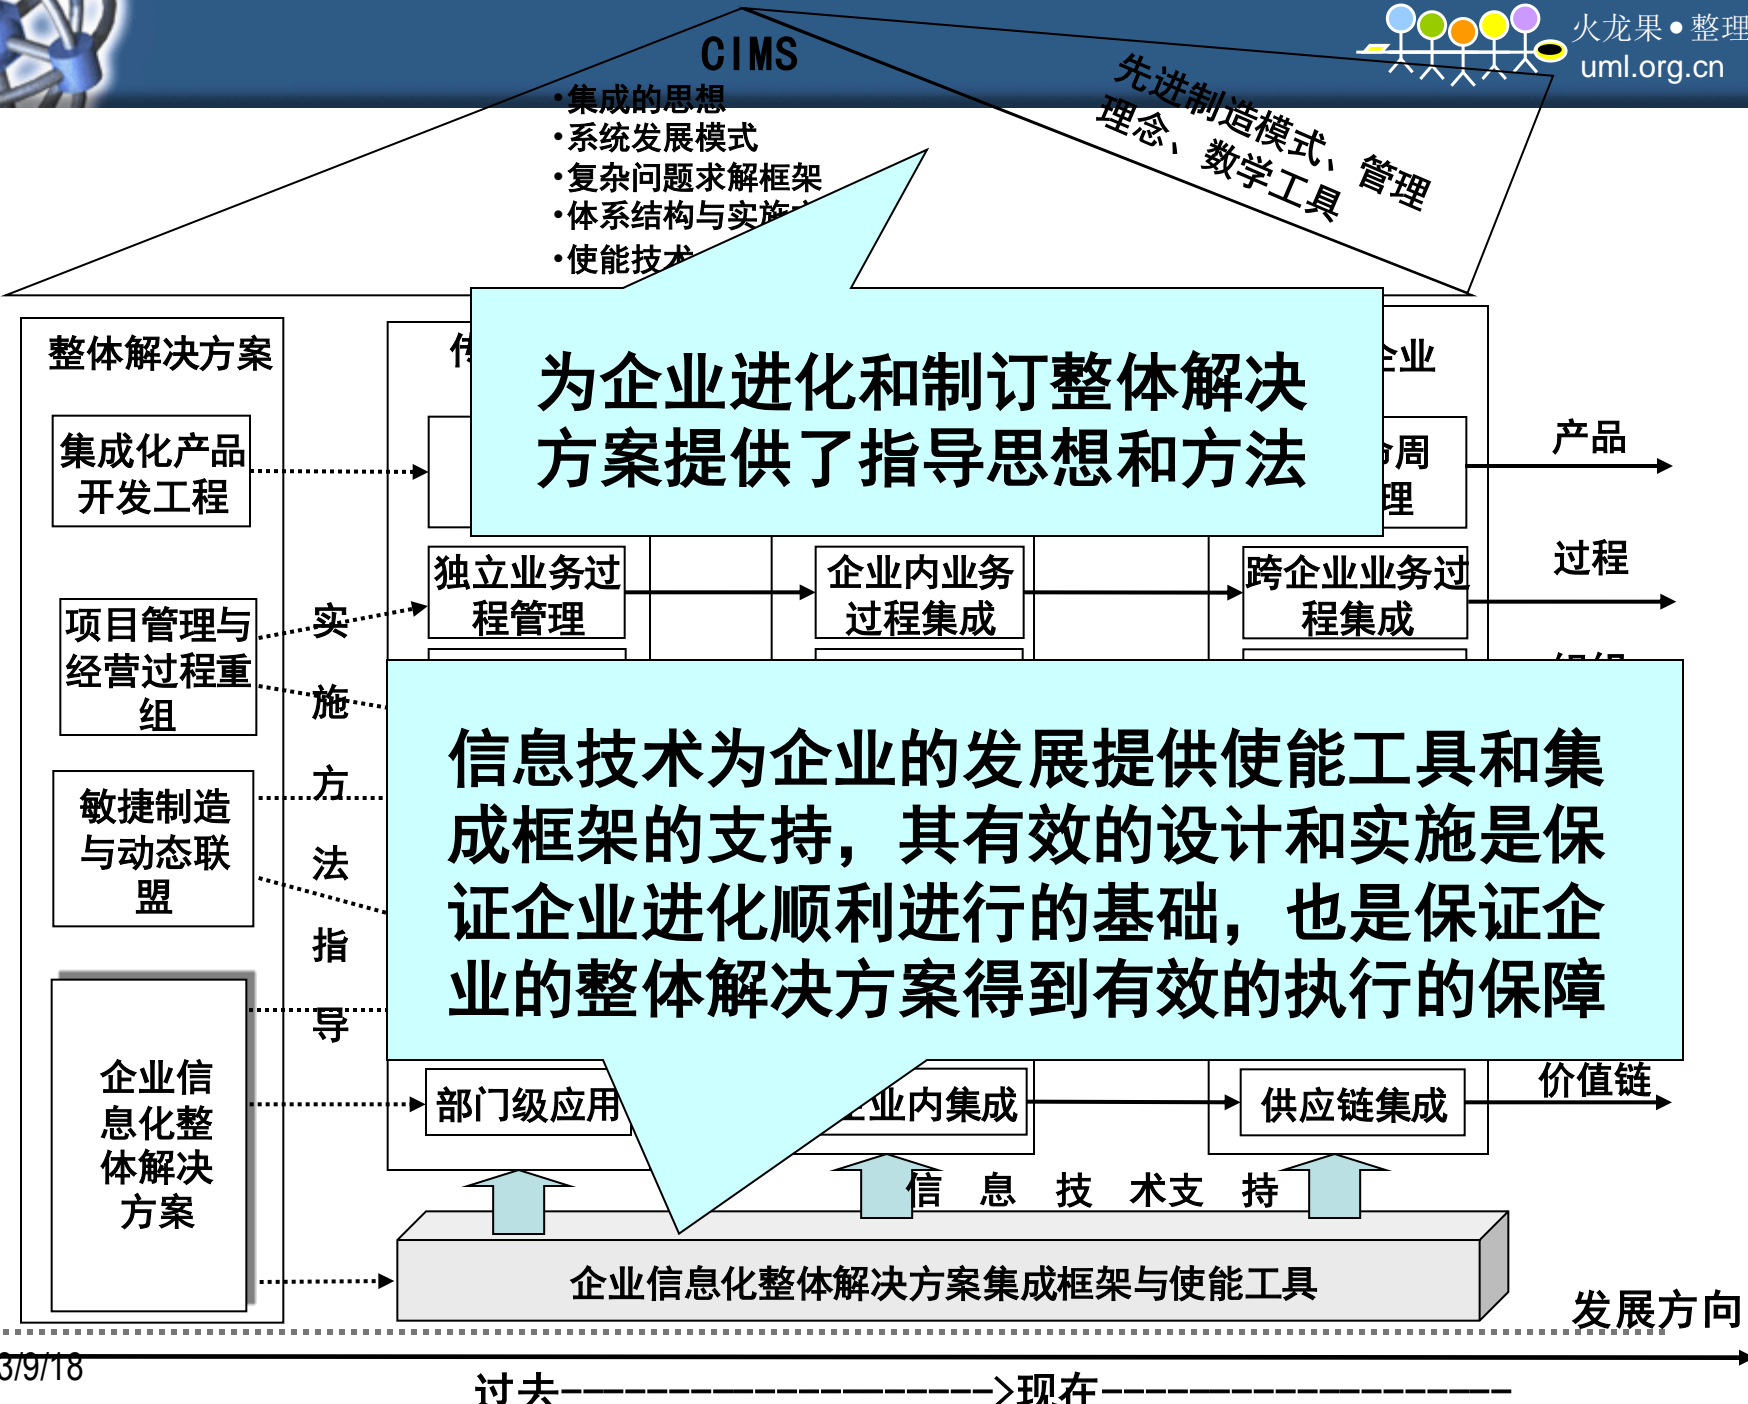 火龙果•整理
uml.org.cn
CIMS
•集成的思想
•系统发展模式
•复杂问题求解框架
•体系结构与实施
•使能技术
先进制造模式、管理
理念、数学工具
整体解决方案
集成化产品
开发工程
项目管理与
经营过程重
组
敏捷制造
与动态联
盟
企业信
息化整
体解决
方案
实
施
方
法
指
导
为企业进化和制订整体解决
方案提供了指导思想和方法
企业
周
理
产品
独立业务过
程管理
企业内业务
过程集成
跨企业业务过
程集成
过程
信息技术为企业的发展提供使能工具和集
成框架的支持，其有效的设计和实施是保
证企业进化顺利进行的基础，也是保证企
业的整体解决方案得到有效的执行的保障
部门级应用
企业内集成
供应链集成
价值链
信 息 技 术支 持
企业信息化整体解决方案集成框架与使能工具
发展方向
3/9/18
过去-------------------->现在-------------------